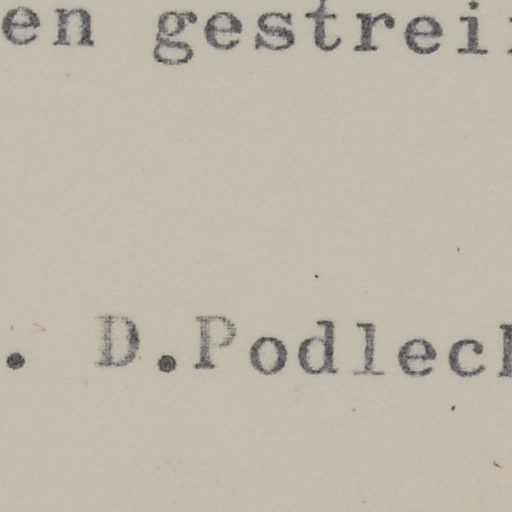 en gestrei
. D.Podlec